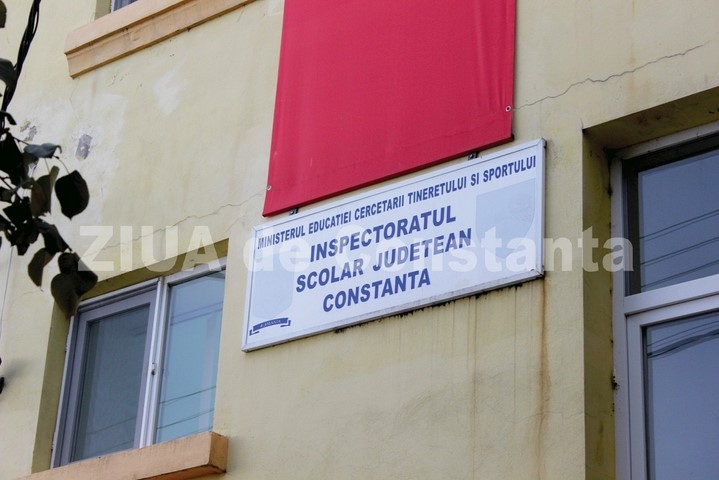 MINISTERUL EDUCATIEI CERCETARII TINERETULUI SI SPORTULUI
INSPECTORATUL
SCOLAR JUDETEAN
CONSTANTA
ZIUA de Constanta